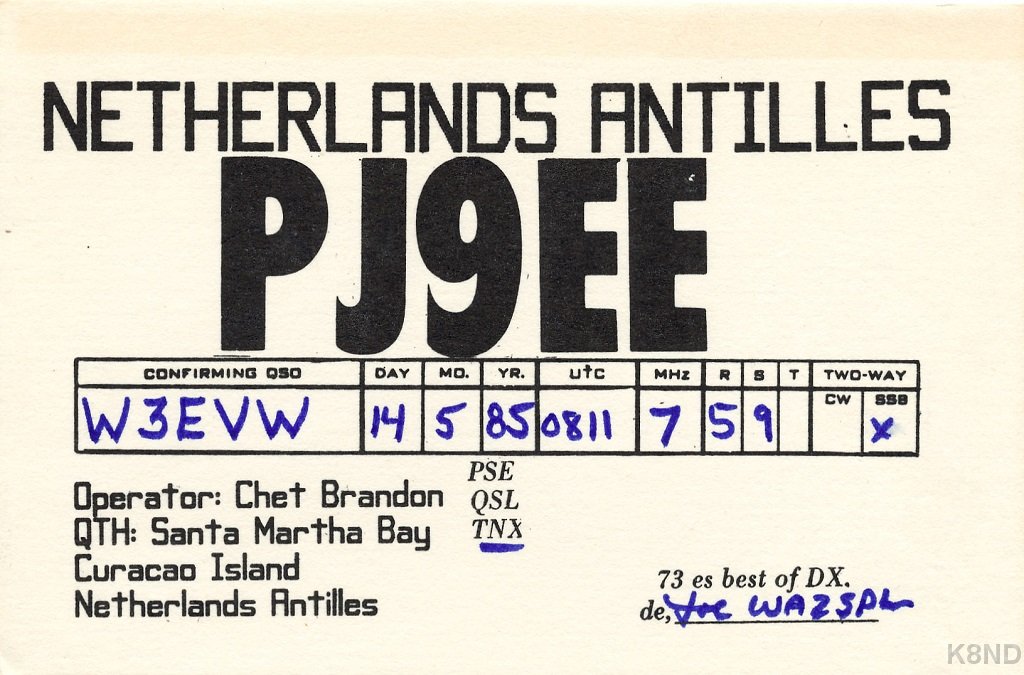 NETHERLANDS ANTILLES
PJ9EE
CONFIRMING QSO DAY MO. YR. UTC MHz R S T TWO-WAY
CW SSB
W3EVW 14 5 85 0811 7 5 9 X
PSE
Operator: Chet Brandon QSL
QTH: Santa Martha Bay TNX
Curacao Island
Netherlands Antilles
73 es best of DX.
de, Joe WA2SPL
K8ND